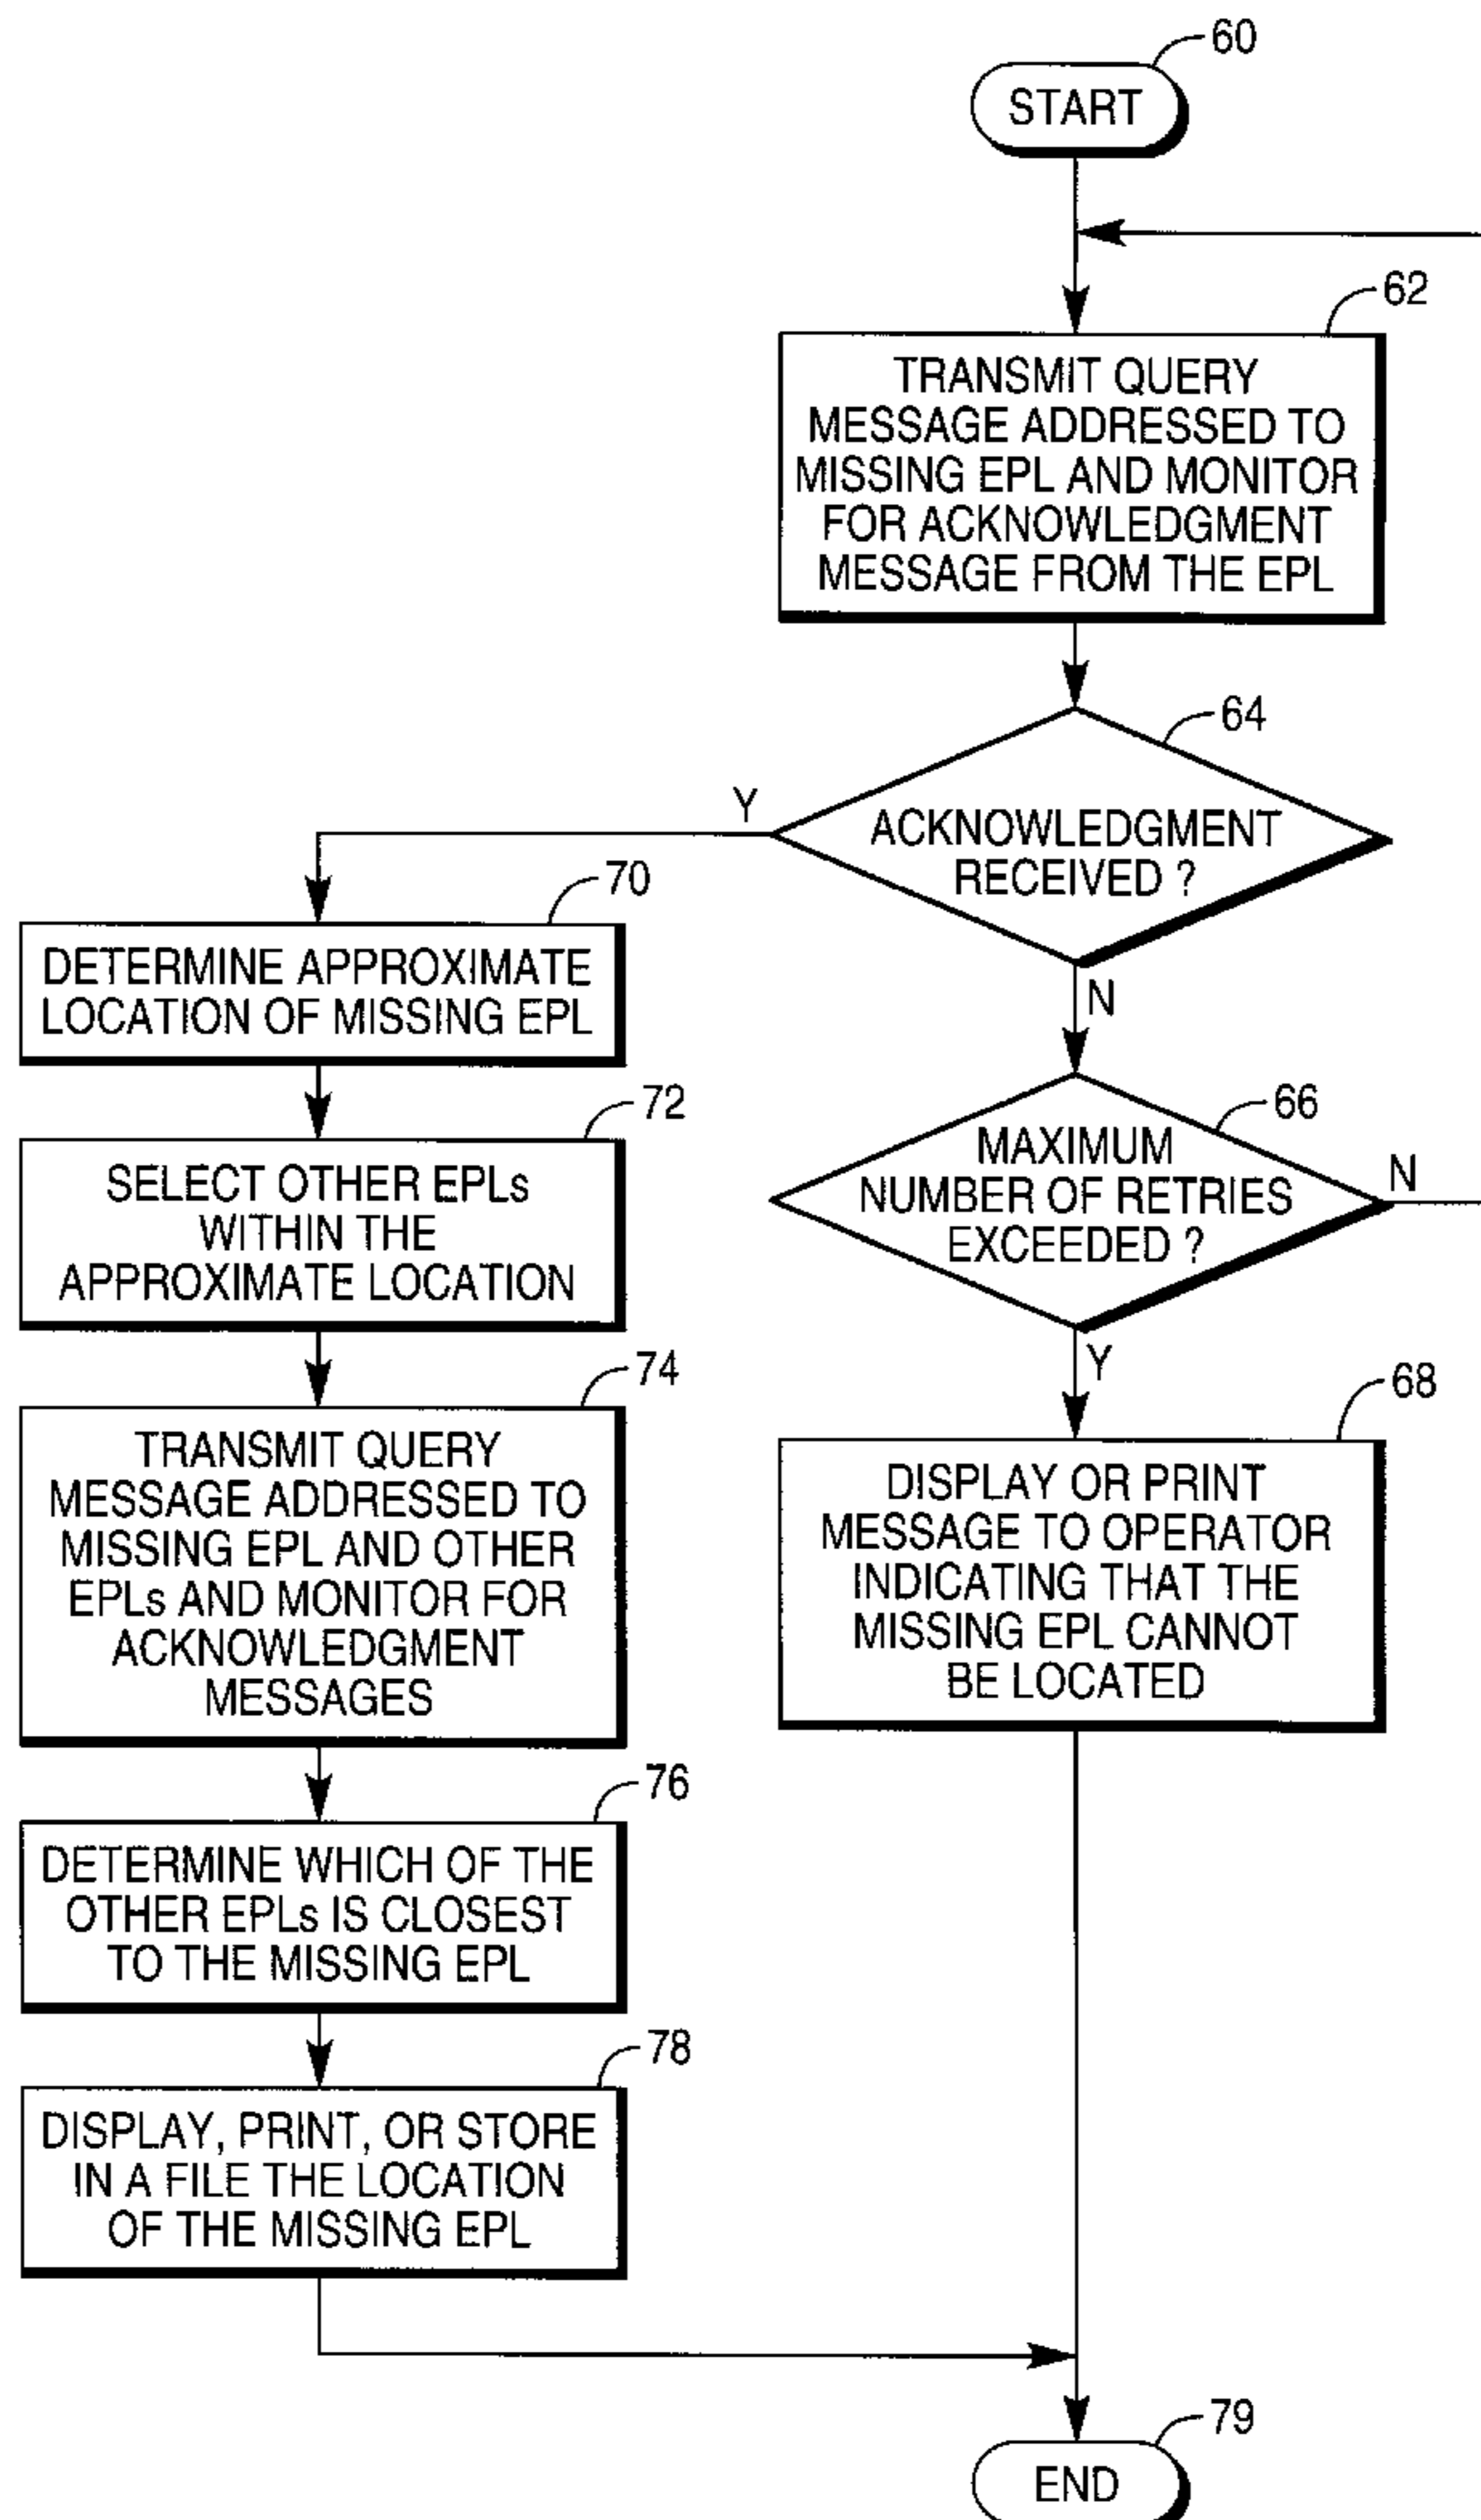 60
START
62
TRANSMIT QUERY
MESSAGE ADDRESSED TO
MISSING EPL AND MONITOR
FOR ACKNOWLEDGMENT
MESSAGE FROM THE EPL
64
ACKNOWLEDGMENT
RECEIVED ?
Y
N
70
DETERMINE APPROXIMATE
LOCATION OF MISSING EPL
72
SELECT OTHER EPLs
WITHIN THE
APPROXIMATE LOCATION
74
TRANSMIT QUERY
MESSAGE ADDRESSED TO
MISSING EPL AND OTHER
EPLs AND MONITOR FOR
ACKNOWLEDGMENT
MESSAGES
76
DETERMINE WHICH OF THE
OTHER EPLs IS CLOSEST
TO THE MISSING EPL
78
DISPLAY, PRINT, OR STORE
IN A FILE THE LOCATION
OF THE MISSING EPL
66
MAXIMUM
NUMBER OF RETRIES
EXCEEDED ?
N
Y
68
DISPLAY OR PRINT
MESSAGE TO OPERATOR
INDICATING THAT THE
MISSING EPL CANNOT
BE LOCATED
79
END